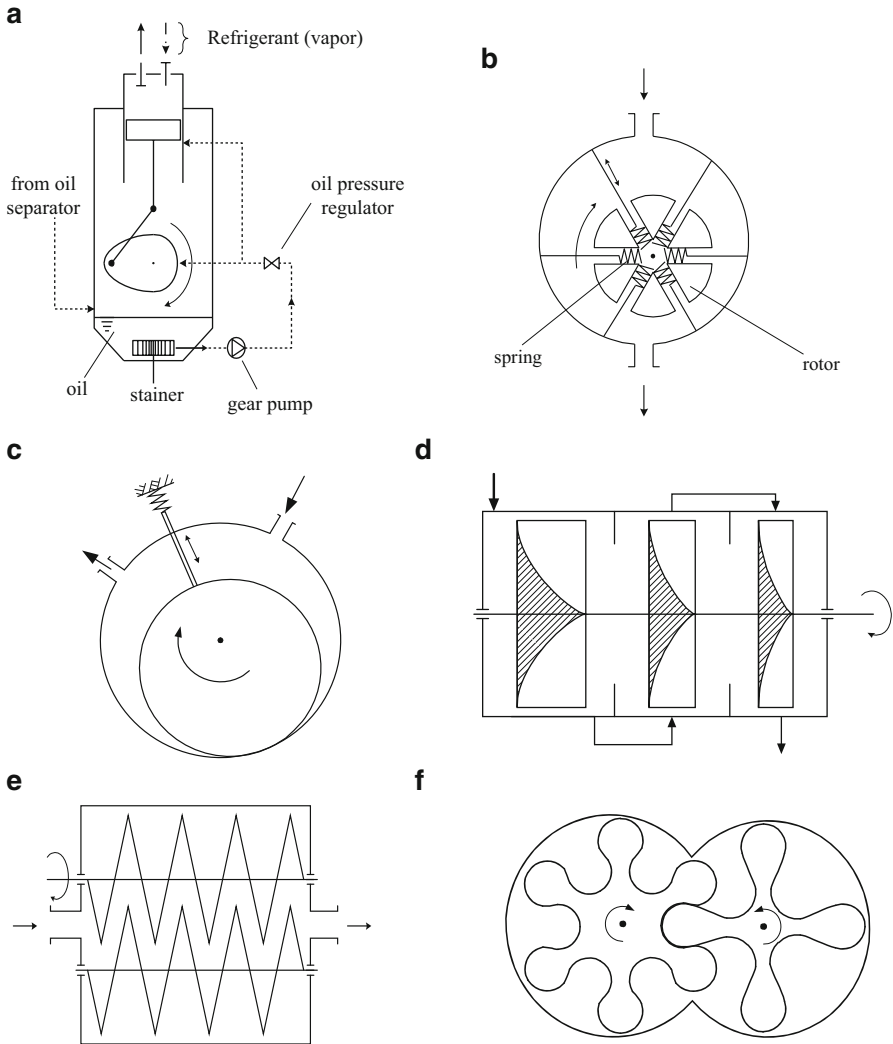 a
Refrigerant (vapor)
b
from oil
separator
oil pressure
regulator
oil
stainer
gear pump
spring
rotor
c
d
e
f